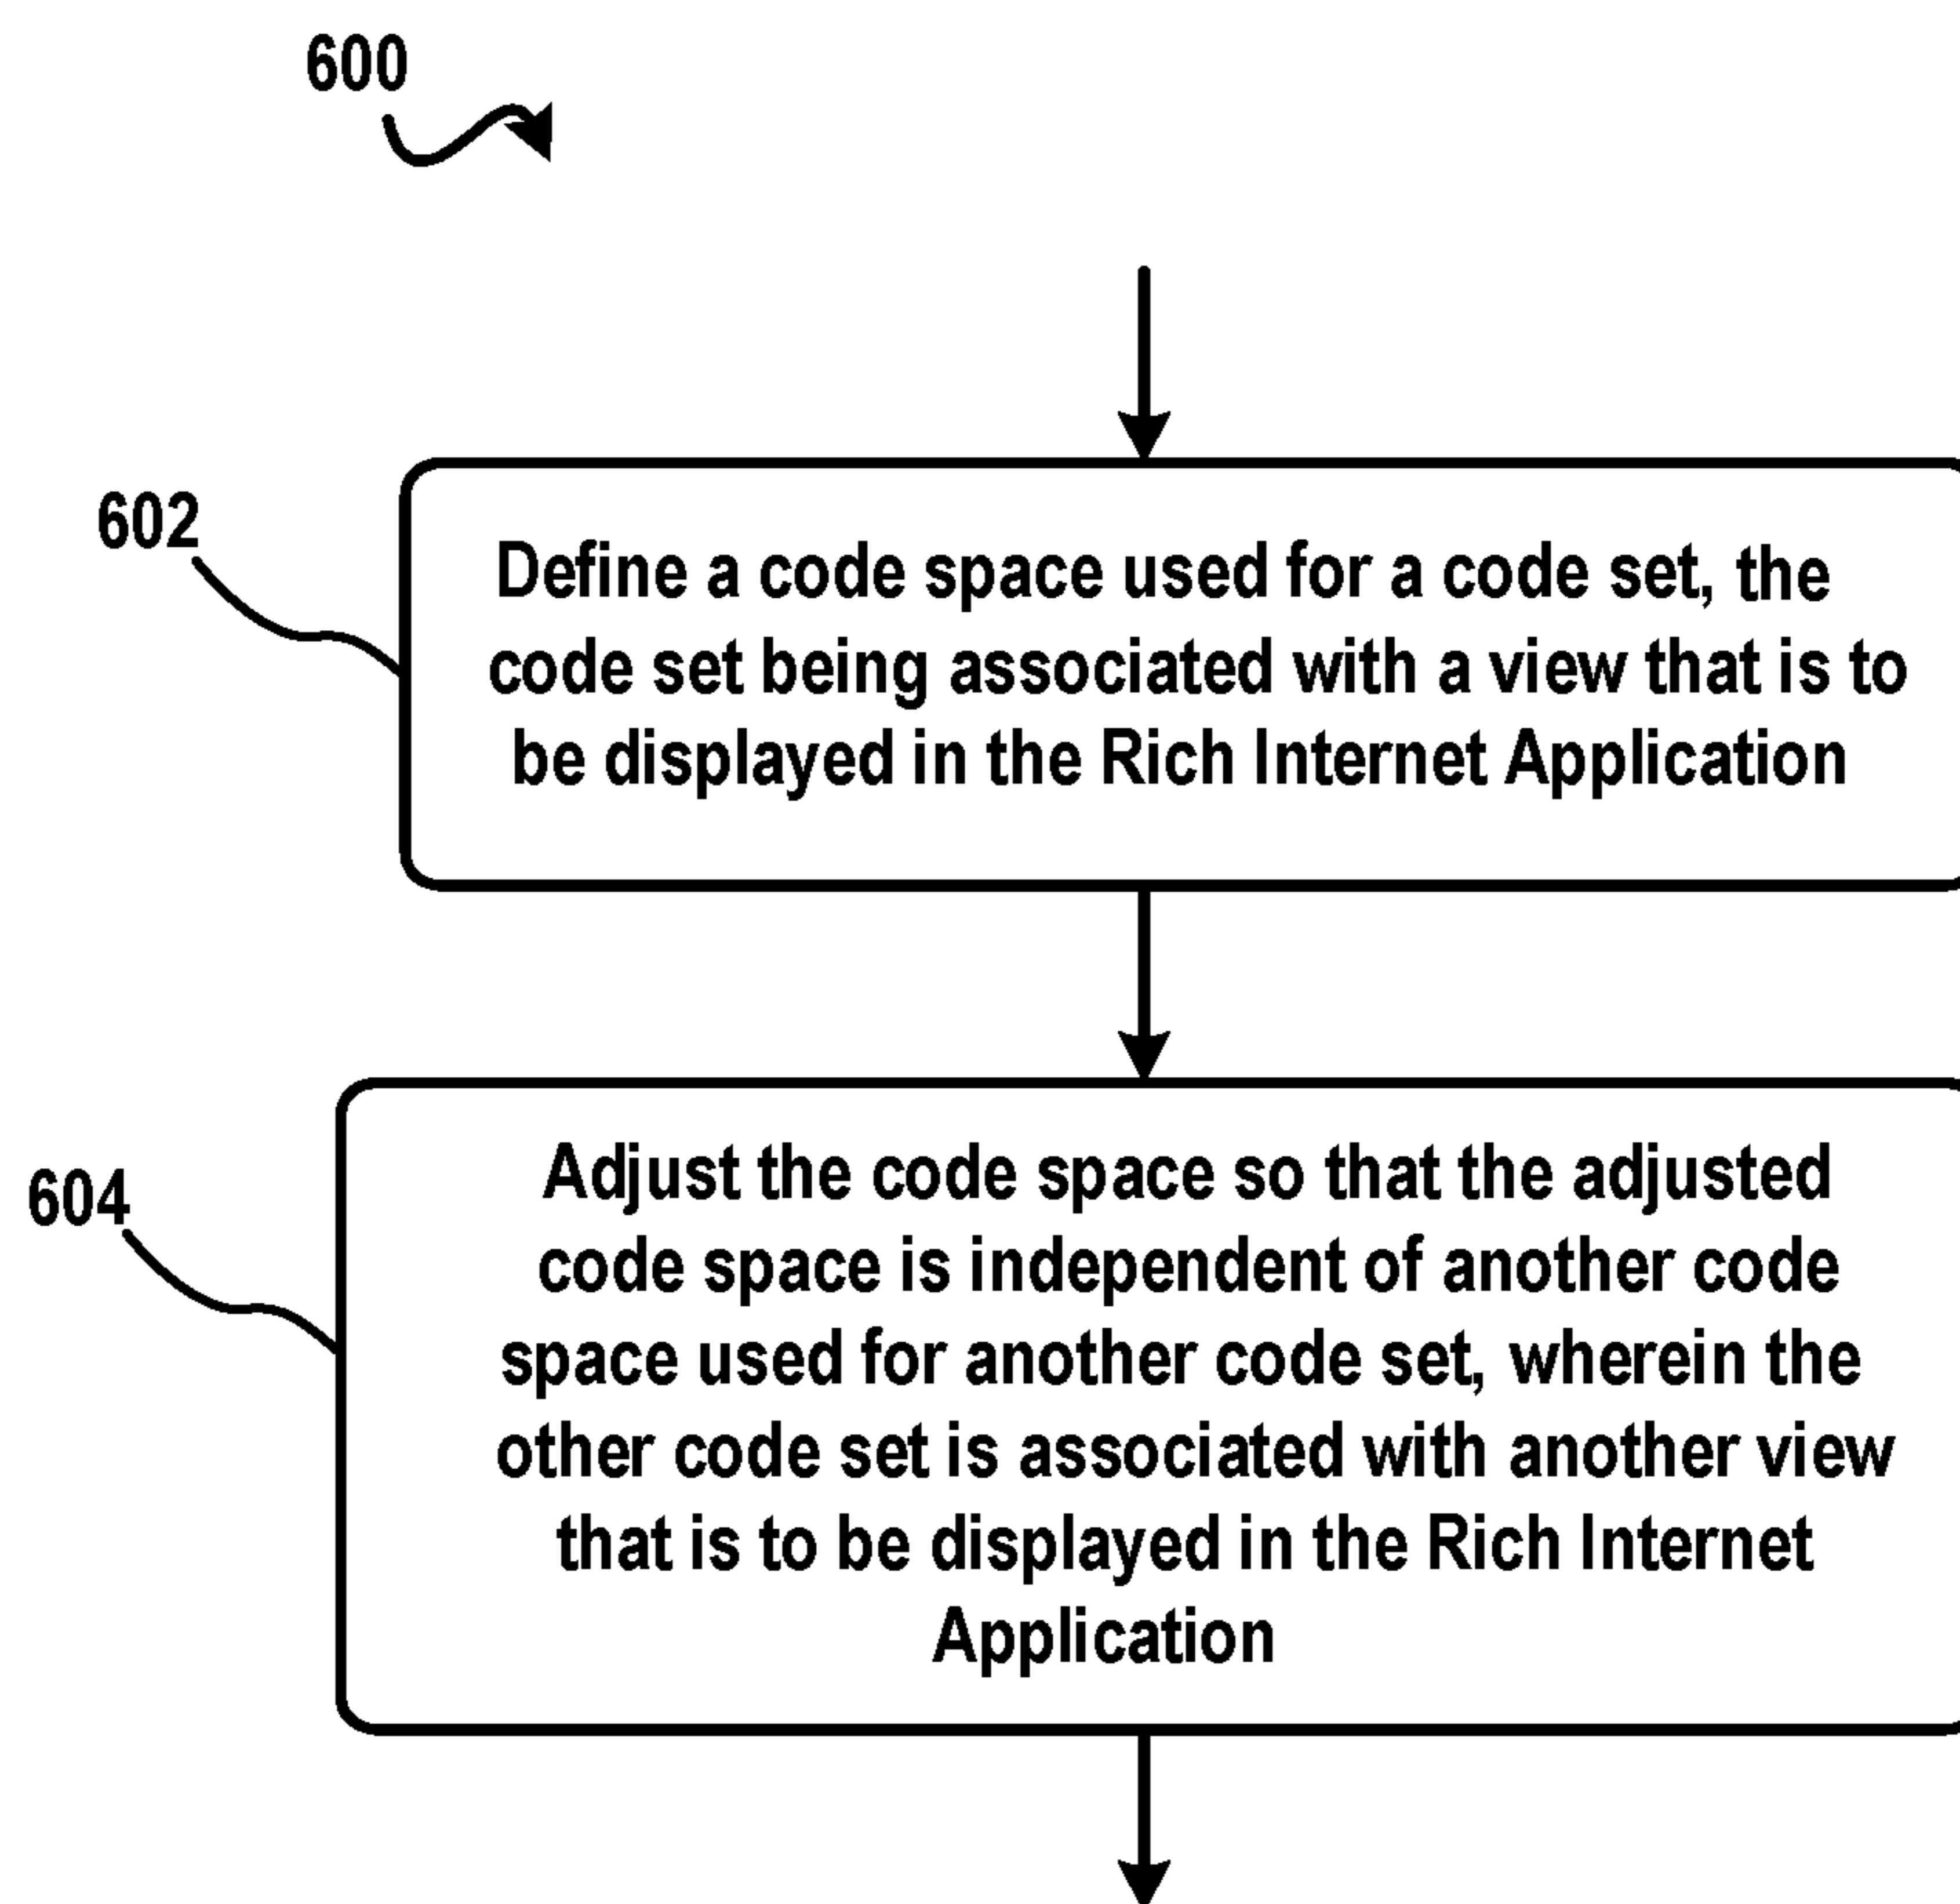 600
602
Define a code space used for a code set, the
code set being associated with a view that is to
be displayed in the Rich Internet Application
604
Adjust the code space so that the adjusted
code space is independent of another code
space used for another code set, wherein the
other code set is associated with another view
that is to be displayed in the Rich Internet
Application